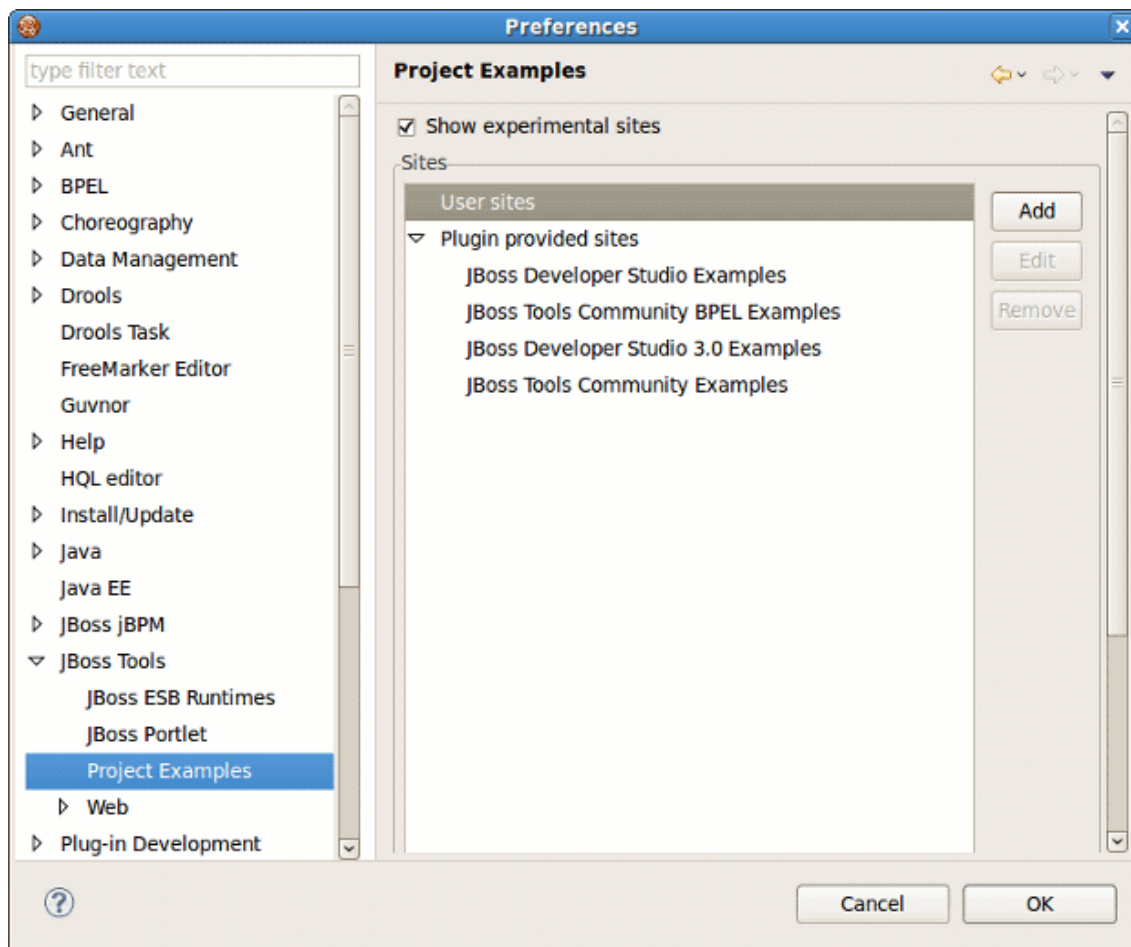 Preferences
type filter text
General
Ant
BPEL
Choreography
Data Management
Drools
Drools Task
FreeMarker Editor
Guvnor
Help
HQL editor
Install/Update
Java
Java EE
JBoss jBPM
JBoss Tools
JBoss ESB Runtimes
JBoss Portlet
Project Examples
Web
Plug-in Development
Project Examples
Show experimental sites
Sites
User sites
Plugin provided sites
JBoss Developer Studio Examples
JBoss Tools Community BPEL Examples
JBoss Developer Studio 3.0 Examples
JBoss Tools Community Examples
Add
Edit
Remove
Cancel
OK